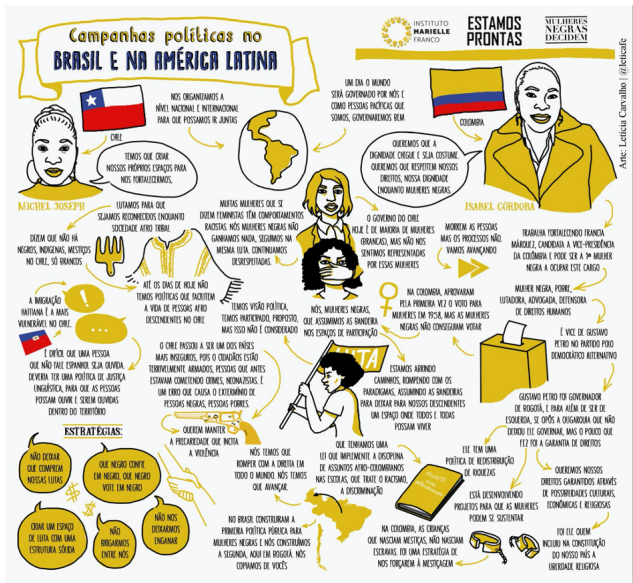 Campanhas políticas no
BRASIL E NA AMÉRICA LATINA
INSTITUTO
MARIELLE
FRANCO
ESTAMOS
PRONTAS
MULHERES
NEGRAS
DECIDEM
Arte: Leticia Carvalho | @leticafe
CHILE
NOS ORGANIZAMOS A
NÍVEL NACIONAL E INTERNACIONAL
PARA QUE POSSAMOS IR JUNTAS
UM DIA O MUNDO
SERÁ GOVERNADO POR NÓS E
COMO PESSOAS PACÍFICAS QUE
SOMOS, GOVERNAREMOS BEM
COLOMBIA
TEMOS QUE CRIAR
NOSSOS PRÓPRIOS ESPAÇOS PARA
NOS FORTALECERMOS.
QUEREMOS QUE A
DIGNIDADE CHEGUE E SEJA COSTUME.
QUEREMOS QUE RESPEITEM NOSSOS
DIREITOS, NOSSA DIGNIDADE
ENQUANTO MULHERES NEGRAS.
MICHEL JOSEPH
ISABEL CÓRDOBA
LUTAMOS PARA QUE
SEJAMOS RECONHECIDOS ENQUANTO
SOCIEDADE AFRO TRIBAL
DIZEM QUE NÃO HÁ
NEGROS, INDÍGENAS, MESTIÇOS
NO CHILE, SÓ BRANCOS
MUITAS MULHERES QUE SE
DIZEM FEMINISTAS TÊM COMPORTAMENTOS
RACISTAS. NÓS MULHERES NEGRAS NÃO
GANHAMOS NADA, SEGUIMOS NA
MESMA LUTA, CONTINUAMOS
DESRESPEITADAS.
O GOVERNO DO CHILE
HOJE É DE MAIORIA DE MULHERES
(BRANCAS), MAS NÃO NOS
SENTIMOS REPRESENTADOS
POR ESSAS MULHERES
MORREM AS PESSOAS
MAS OS PROCESSOS NÃO.
VAMOS AVANÇANDO
TRABALHA FORTALECENDO FRANCIA
MÁRQUEZ, CANDIDATA A VICE-PRESIDÊNCIA
DA COLÔMBIA E PODE SER A 1ª MULHER
NEGRA A OCUPAR ESTE CARGO
ATÉ OS DIAS DE HOJE NÃO
TEMOS POLÍTICAS QUE FACILITEM
A VIDA DE PESSOAS AFRO
DESCENDENTES NO CHILE
A IMIGRAÇÃO
HAITIANA É A MAIS
VULNERÁVEL NO CHILE.
!
...
É DIFÍCIL QUE UMA PESSOA
QUE NÃO FALE ESPANHOL SEJA OUVIDA.
DEVERIA TER UMA POLÍTICA DE JUSTIÇA
LINGUÍSTICA, PARA QUE AS PESSOAS
POSSAM OUVIR E SEREM OUVIDAS
DENTRO DO TERRITÓRIO
TEMOS VISÃO POLÍTICA,
TEMOS PARTICIPADO, PROPOSTO,
MAS ISSO NÃO É CONSIDERADO
NÓS, MULHERES NEGRAS,
QUE ASSUMIMOS AS BANDEIRA
NOS ESPAÇOS DE PARTICIPAÇÃO
NA COLÔMBIA, APROVARAM
PELA PRIMEIRA VEZ O VOTO PARA
MULHERES EM 1958, MAS AS MULHERES
NEGRAS NÃO CONSEGUIAM VOTAR
MULHER NEGRA, POBRE,
LUTADORA, ADVOGADA, DEFENSORA
DE DIREITOS HUMANOS
É VICE DE GUSTAVO
PETRO NO PARTIDO POLO
DEMOCRÁTICO ALTERNATIVO
O CHILE PASSOU A SER UM DOS PAÍSES
MAIS INSEGUROS, POIS O CIDADÃOS ESTÃO
TERRIVELMENTE ARMADOS, PESSOAS QUE ANTES
ESTAVAM COMETENDO CRIMES, NEONAZISTAS. É
UM ERRO QUE CAUSA O EXTERMÍNIO DE
PESSOAS NEGRAS, PESSOAS POBRES.
LUTA
ESTAMOS ABRINDO
CAMINHOS, ROMPENDO COM OS
PARADIGMAS, ASSUMINDO AS BANDEIRAS
PARA DEIXAR PARA NOSSOS DESCENDENTES
UM ESPAÇO ONDE TODOS E TODAS
POSSAM VIVER
GUSTAVO PETRO FOI GOVERNADOR
DE BOGOTÁ, E PARA ALÉM DE SER DE
ESQUERDA, SE OPÔS A OLIGARQUIA QUE NÃO
DEIXOU ELE GOVERNAR, MAS O POUCO QUE
FEZ FOI A GARANTIA DE DIREITOS
QUEREM MANTER
A PRECARIEDADE QUE INCITA
A VIOLÊNCIA
ESTRATÉGIAS:
NÃO DEIXAR
QUE COMPREM
NOSSAS LUTAS
QUE NEGRO CONFIE
EM NEGRO, QUE NEGRO
VOTE EM NEGRO
$
$
$
CRIAR UM ESPAÇO
DE LUTA COM UMA
ESTRUTURA SÓLIDA
NÃO
BRIGARMOS
ENTRE NÓS
NÃO NOS
DEIXARMOS
ENGANAR
NÓS TEMOS QUE
ROMPER COM A DIREITA EM
TODO O MUNDO. NÓS TEMOS
QUE AVANÇAR.
QUE TENHAMOS UMA
LEI QUE IMPLEMENTE A DISCIPLINA
DE ASSUNTOS AFRO-COLOMBIANOS
NAS ESCOLAS, QUE TRATE O RACISMO,
A DISCRIMINAÇÃO
ELE TEM UMA
POLÍTICA DE REDISTRIBUIÇÃO
DE RIQUEZAS
QUEREMOS NOSSOS
DIREITOS GARANTIDOS ATRAVÉS
DE POSSIBILIDADES CULTURAIS,
ECONÔMICAS E RELIGIOSAS
ESTÁ DESENVOLVENDO
PROJETOS PARA QUE AS MULHERES
PODEM SE SUSTENTAR
NO BRASIL CONSTRUIRAM A
PRIMEIRA POLÍTICA PÚBLICA PARA
MULHERES NEGRAS E NÓS CONSTRUÍMOS
A SEGUNDA, AQUI EM BOGOTÁ. NÓS
COPIAMOS DE VOCÊS
NA COLÔMBIA, AS CRIANÇAS
QUE NASCIAM MESTIÇAS, NÃO NASCIAM
ESCRAVAS. FOI UMA ESTRATÉGIA DE
NOS FORÇAREM À MESTIÇAGEM
FOI ELE QUEM
INCLUIU NA CONSTITUIÇÃO
DO NOSSO PAÍS A
LIBERDADE RELIGIOSA